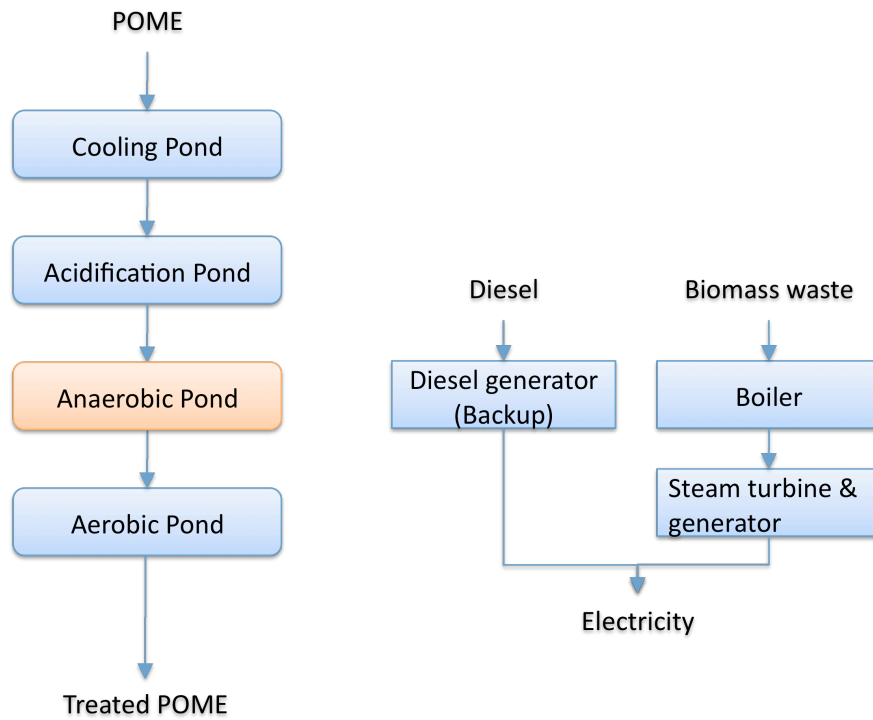 POME
Cooling Pond
Acidification Pond
Anaerobic Pond
Aerobic Pond
Treated POME
Diesel
Diesel generator
(Backup)
Biomass waste
Boiler
Steam turbine &
generator
Electricity